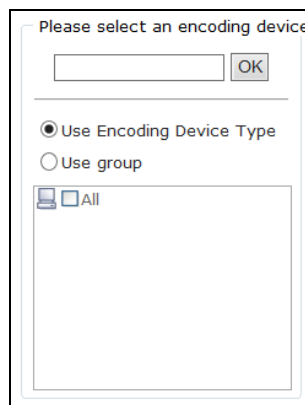 Please select an encoding device
OK
Use Encoding Device Type
Use group
All